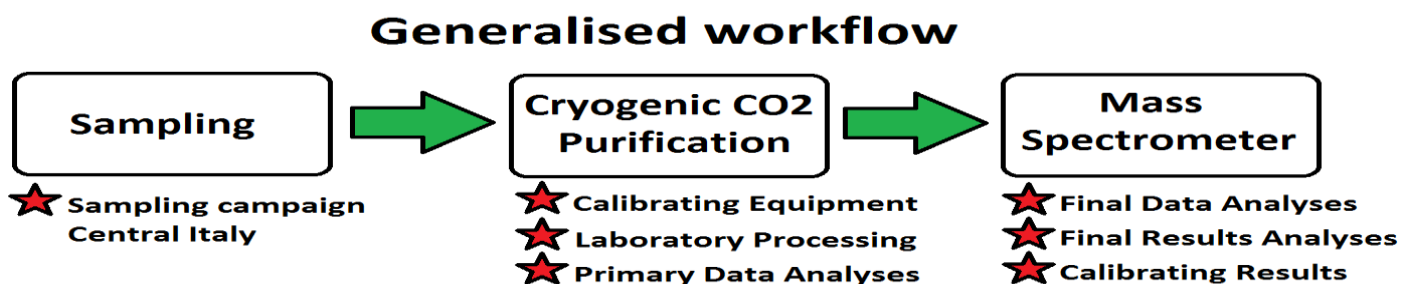 Generalised workflow
Sampling
Sampling campaign
Central Italy
Cryogenic CO2
Purification
Calibrating Equipment
Laboratory Processing
Primary Data Analyses
Mass
Spectrometer
Final Data Analyses
Final Results Analyses
Calibrating Results